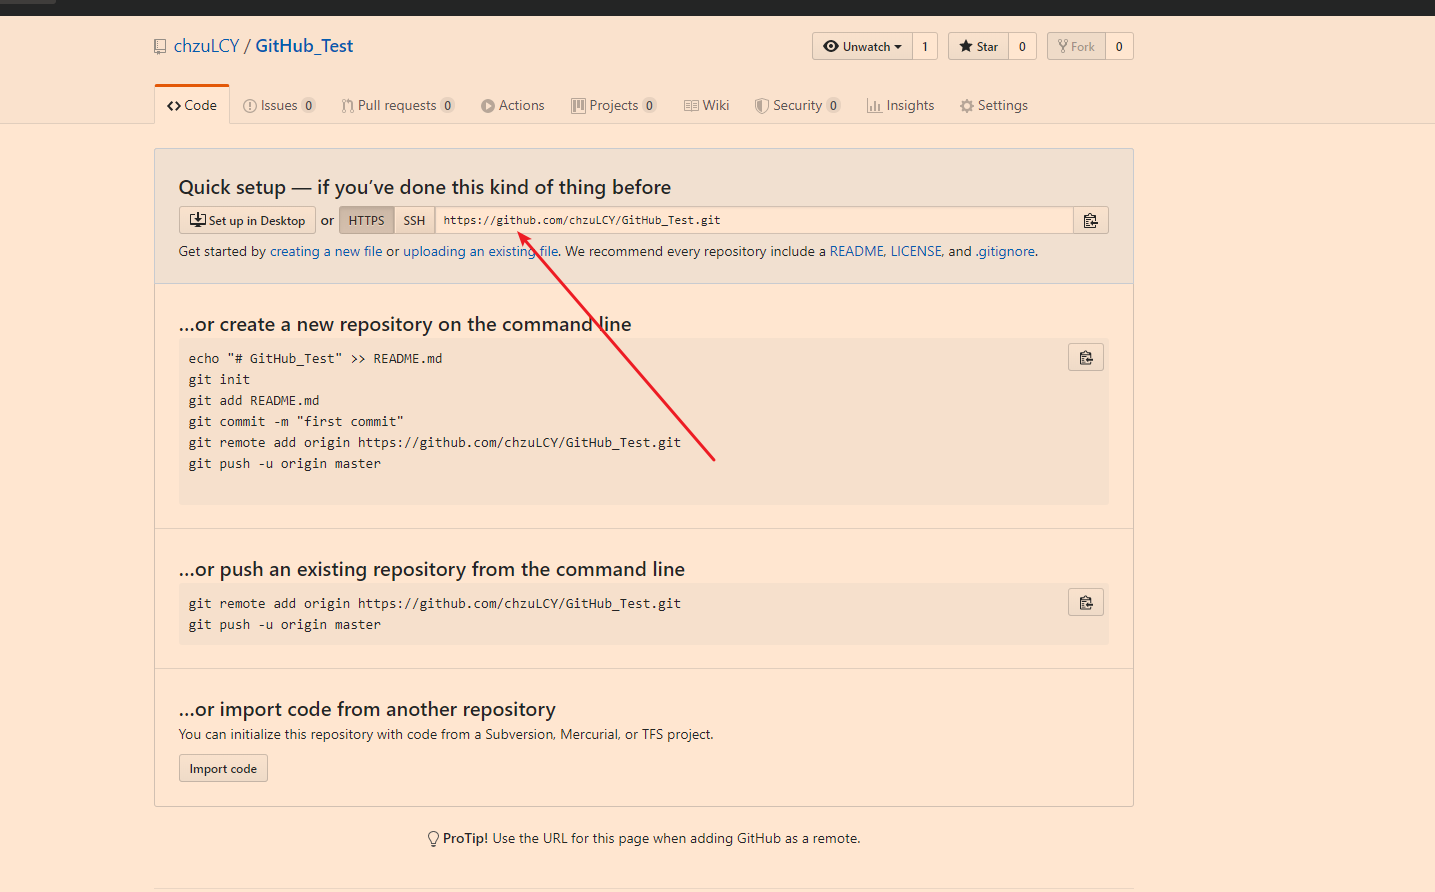 chzuLCY / GitHub_Test
Unwatch 1 Star 0 Fork 0
Code Issues 0 Pull requests 0 Actions Projects 0 Wiki Security 0 Insights Settings
Quick setup — if you’ve done this kind of thing before
Set up in Desktop or HTTPS SSH https://github.com/chzuLCY/GitHub_Test.git
Get started by creating a new file or uploading an existing file. We recommend every repository include a README, LICENSE, and .gitignore.
…or create a new repository on the command line
echo "# GitHub_Test" >> README.md
git init
git add README.md
git commit -m "first commit"
git remote add origin https://github.com/chzuLCY/GitHub_Test.git
git push -u origin master
…or push an existing repository from the command line
git remote add origin https://github.com/chzuLCY/GitHub_Test.git
git push -u origin master
…or import code from another repository
You can initialize this repository with code from a Subversion, Mercurial, or TFS project.
Import code
ProTip! Use the URL for this page when adding GitHub as a remote.